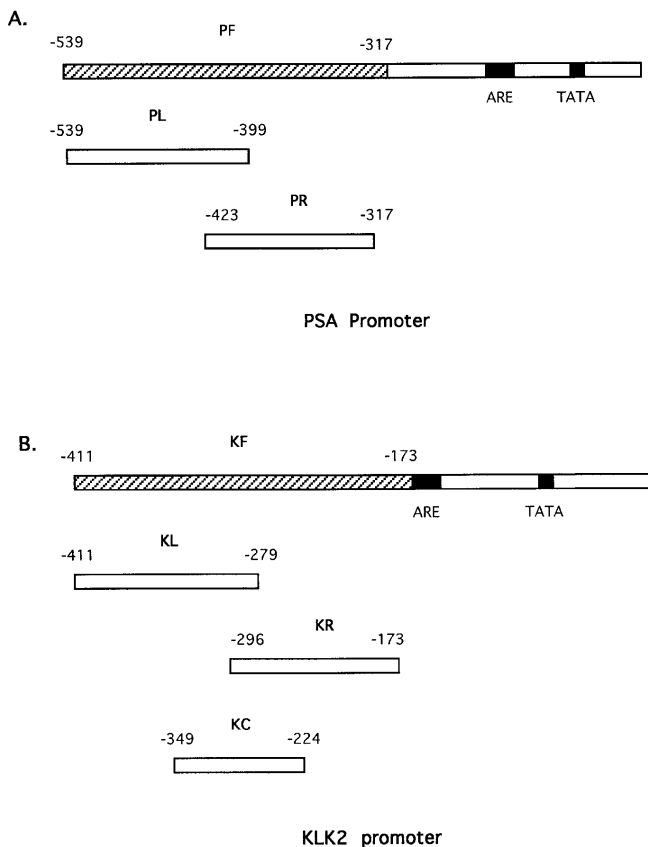 A.
PF
-539 -317
ARE TATA
PL
-539 -399
PR
-423 -317
PSA Promoter
B.
KF
-411 -173
ARE TATA
KL
-411 -279
KR
-296 -173
KC
-349 -224
KLK2 promoter